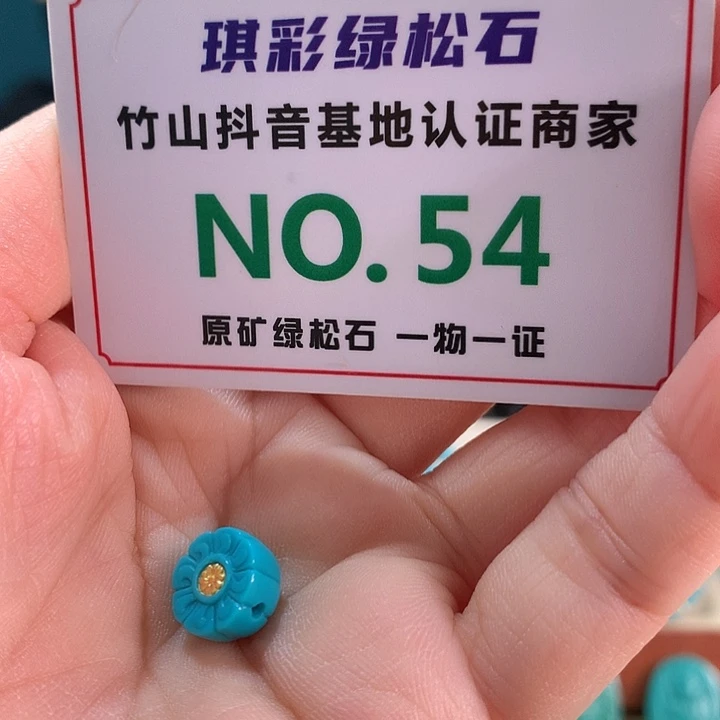 琪彩绿松石
竹山抖音基地认证商家
NO. 54
原矿绿松石 一物一证